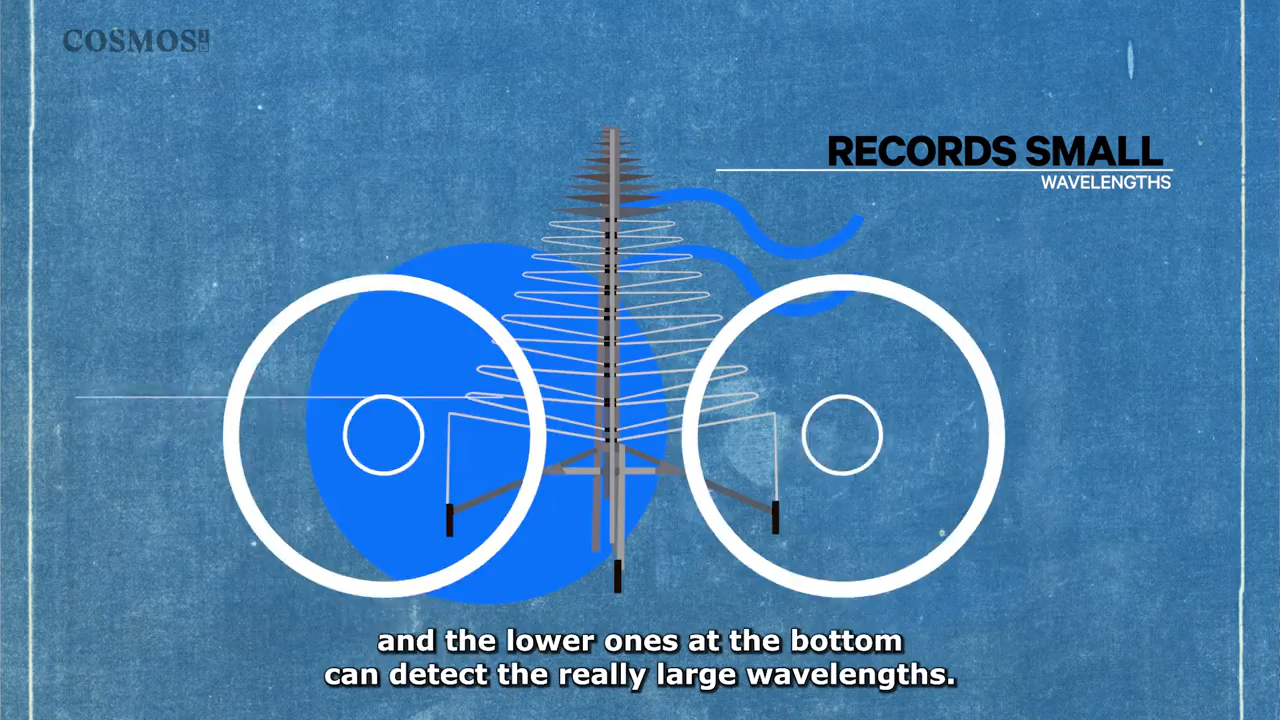 COSMOS
RECORDS SMALL
WAVELENGTHS
and the lower ones at the bottom
can detect the really large wavelengths.